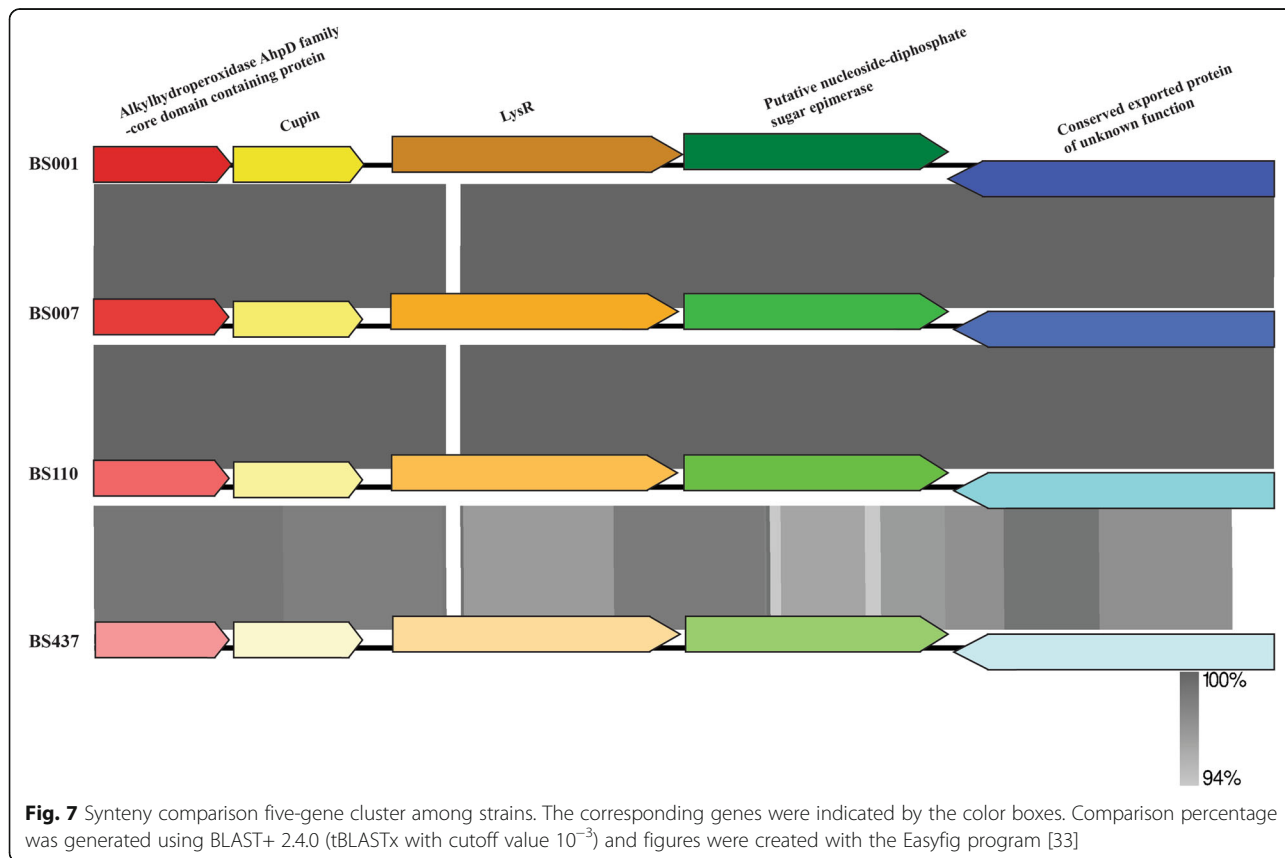 Alkylhydroperoxidase AhpD family
-core domain containing protein
Cupin
LysR
Putative nucleoside-diphosphate
sugar epimerase
Conserved exported protein
of unknown function
BS001
BS007
BS110
BS437
100%
94%
Fig. 7 Synteny comparison five-gene cluster among strains. The corresponding genes were indicated by the color boxes. Comparison percentage
was generated using BLAST+ 2.4.0 (tBLASTx with cutoff value 10⁻³) and figures were created with the Easyfig program [33]